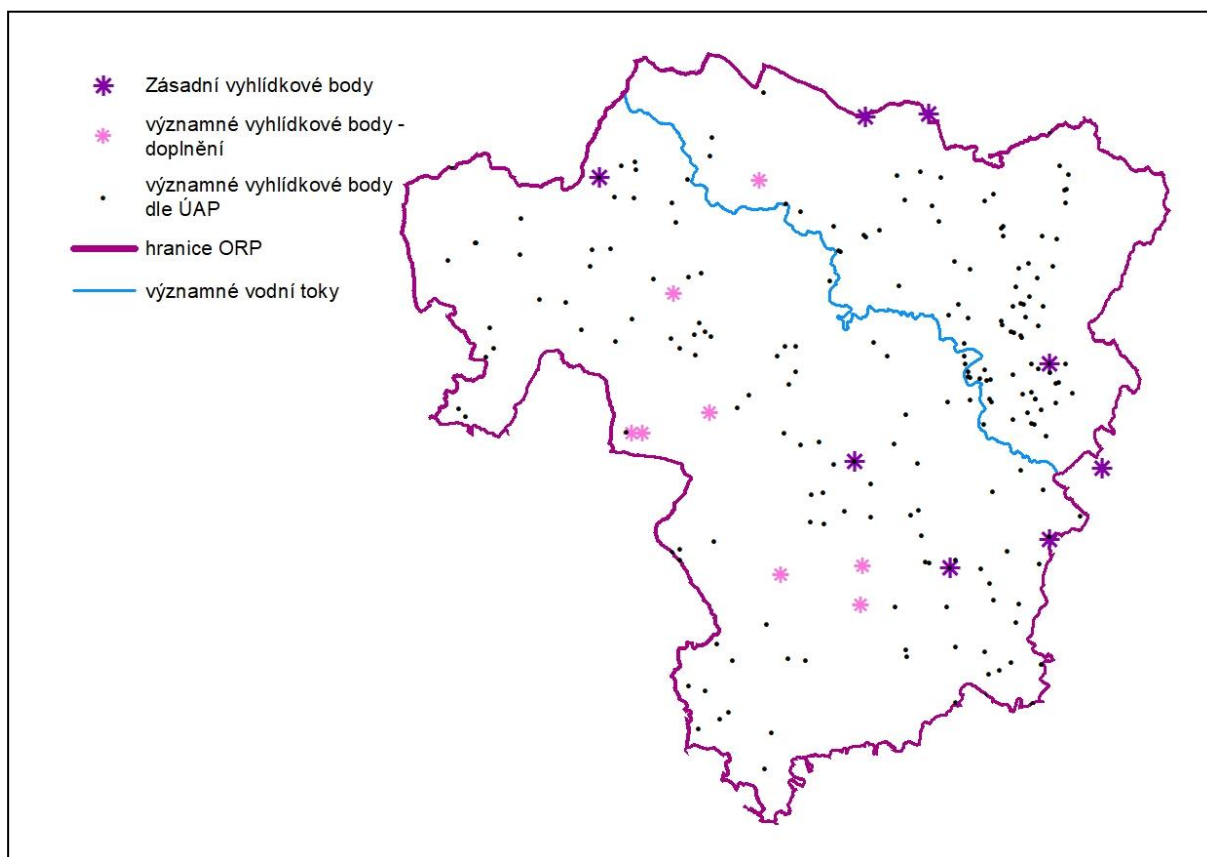 Zásadní vyhlídkové body
významné vyhlídkové body -
doplnění
významné vyhlídkové body
dle ÚAP
hranice ORP
významné vodní toky